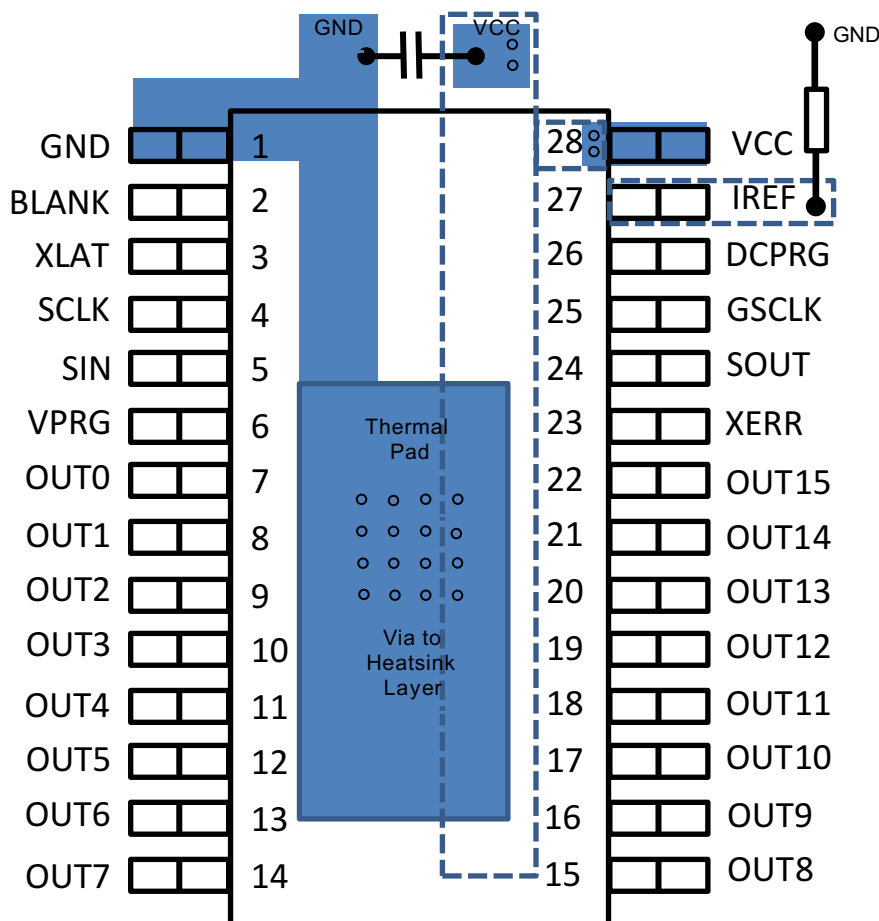 GND VCC GND
GND 1 28 VCC
BLANK 2 27 IREF
XLAT 3 26 DCPRG
SCLK 4 25 GSCLK
SIN 5 24 SOUT
VPRG 6 23 XERR
Thermal
Pad
OUT0 7 22 OUT15
OUT1 8 21 OUT14
OUT2 9 20 OUT13
OUT3 10 19 OUT12
Via to
Heatsink
Layer
OUT4 11 18 OUT11
OUT5 12 17 OUT10
OUT6 13 16 OUT9
OUT7 14 15 OUT8